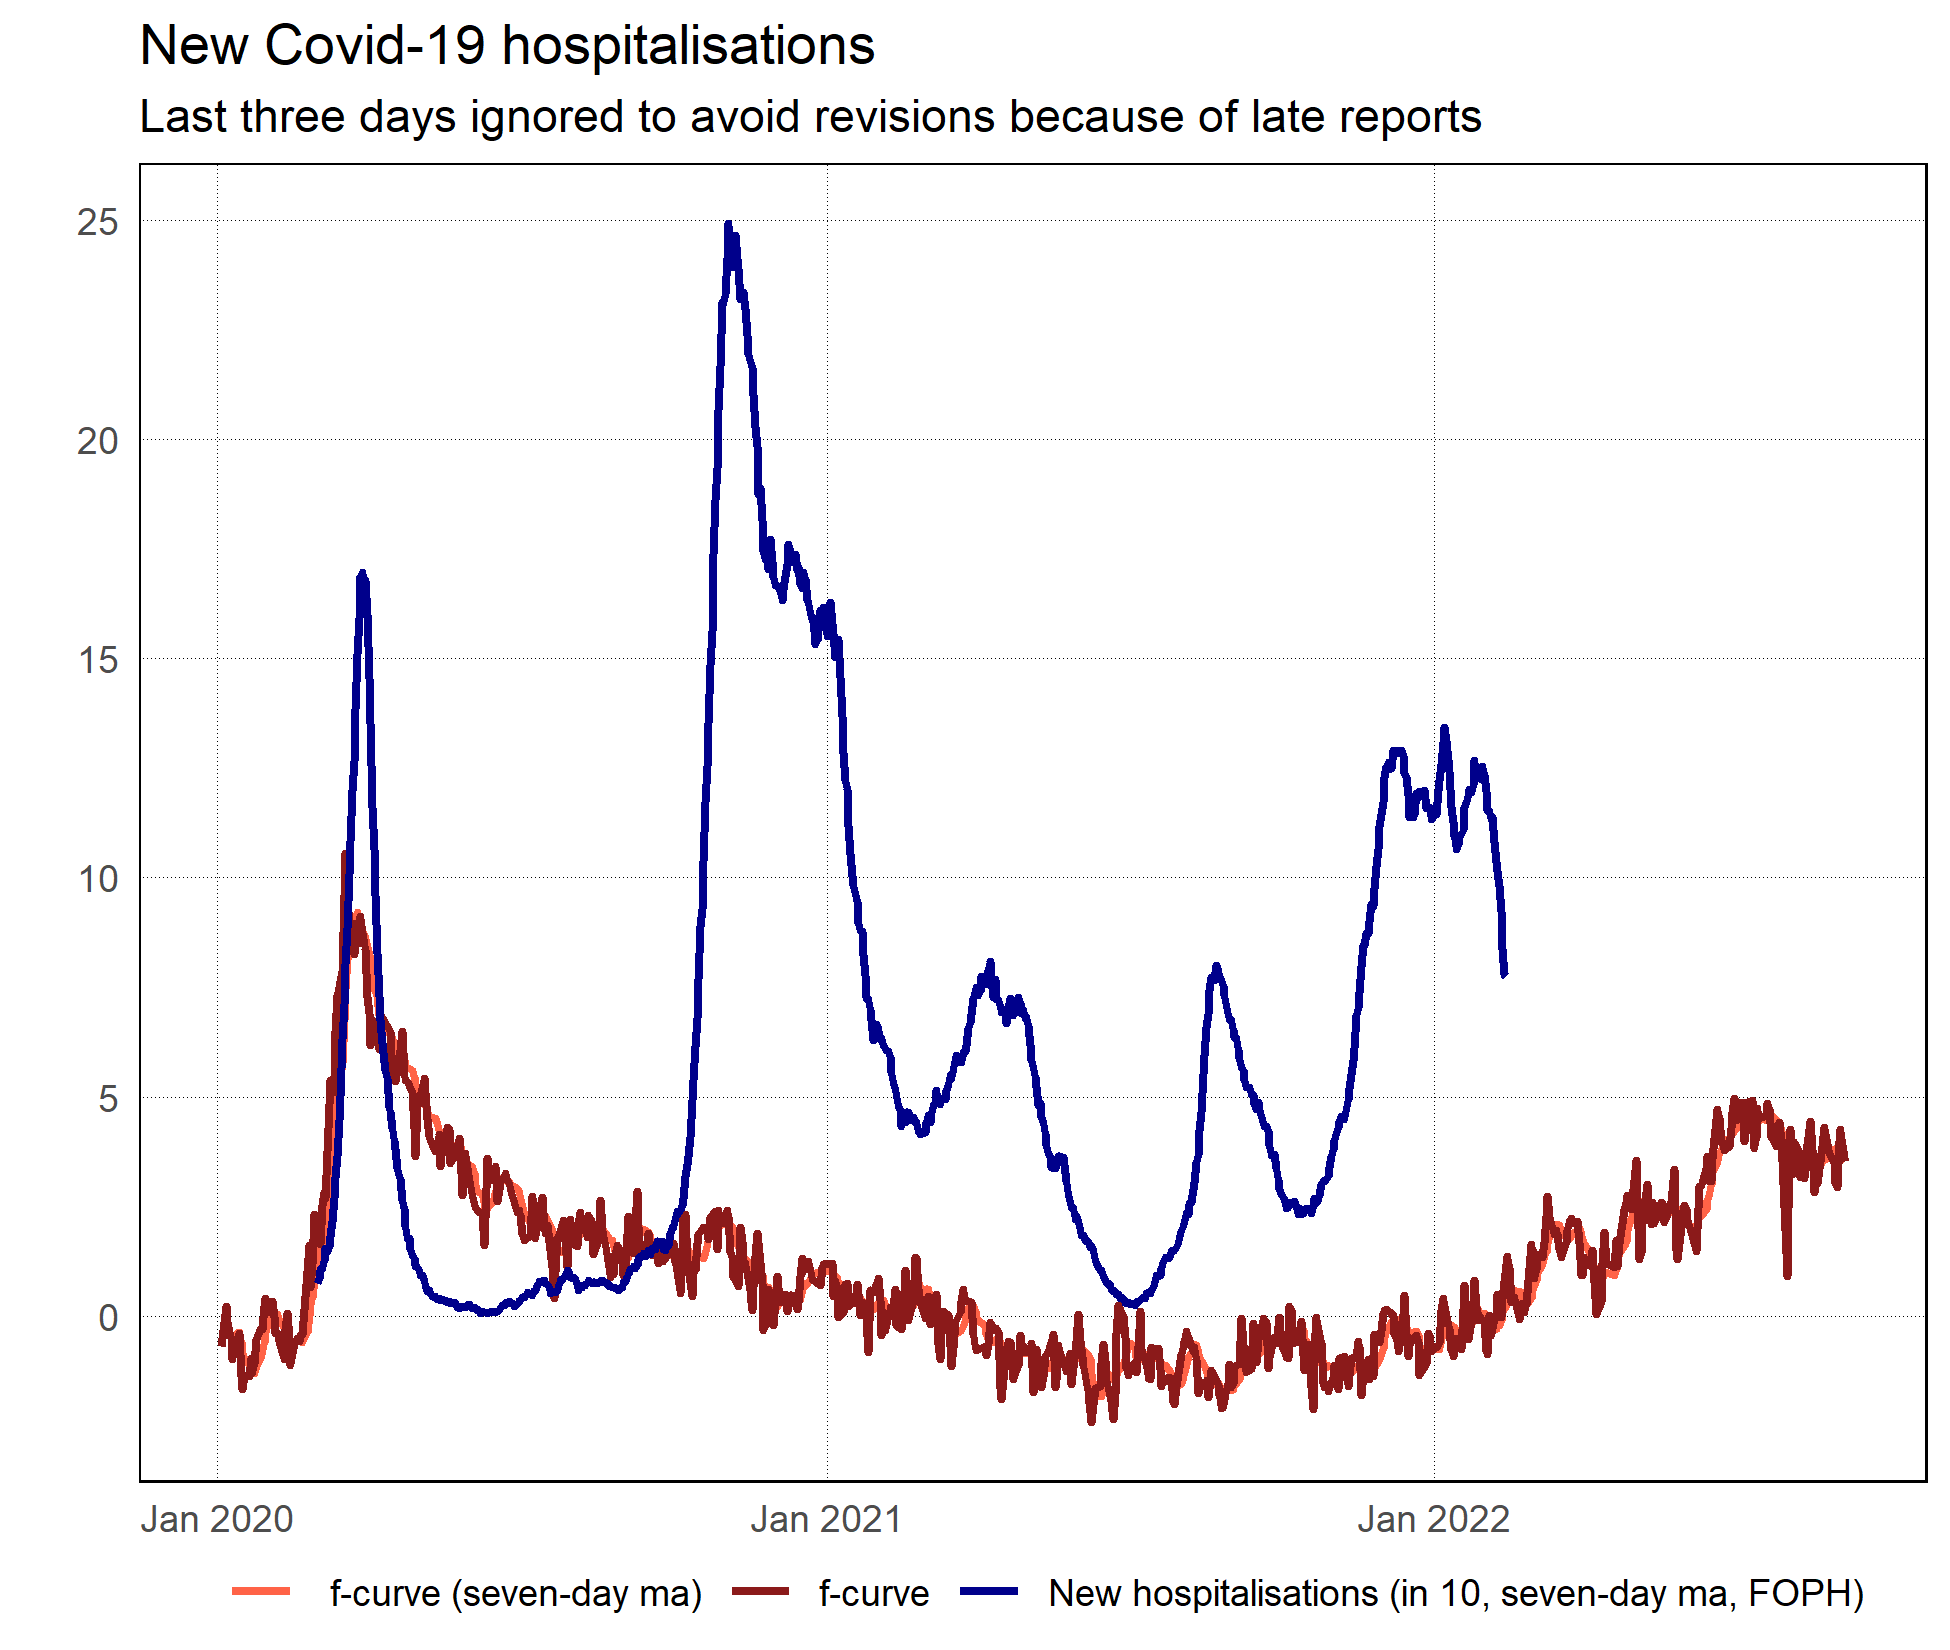 New Covid-19 hospitalisations
Last three days ignored to avoid revisions because of late reports
25
20
15
10
5
0
Jan 2020 Jan 2021 Jan 2022
f-curve (seven-day ma) f-curve New hospitalisations (in 10, seven-day ma, FOPH)